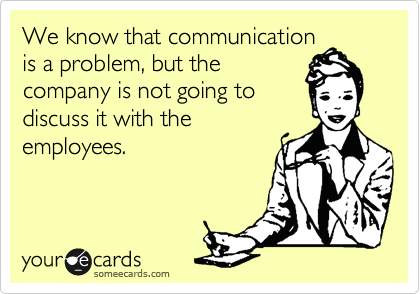 We know that communication
is a problem, but the
company is not going to
discuss it with the
employees.
your e cards
someecards.com